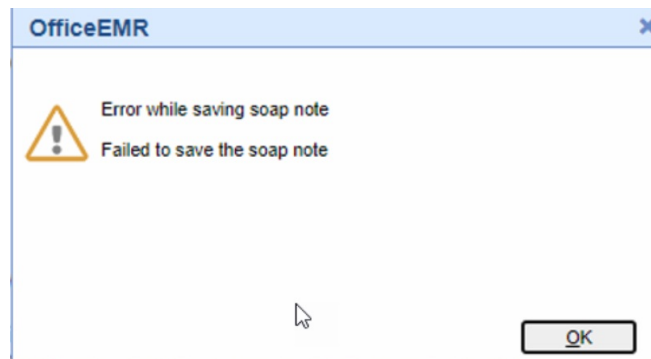 OfficeEMR
Error while saving soap note
Failed to save the soap note
OK